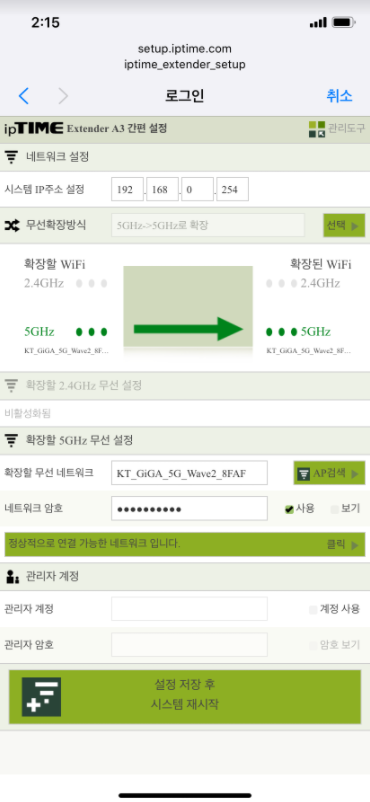 2:15
setup.iptime.com
iptime_extender_setup
로그인
취소
ipTIME Extender A3 간편 설정
관리도구
네트워크 설정
시스템 IP주소 설정 192 . 168 . 0 . 254
무선확장방식 5GHz->5GHz로 확장 선택
확장할 WiFi 확장된 WiFi
2.4GHz 2.4GHz
5GHz 5GHz
KT_GiGA_5G_Wave2_8F... KT_GiGA_5G_Wave2_8F...
확장할 2.4GHz 무선 설정
비활성화됨
확장할 5GHz 무선 설정
확장할 무선 네트워크 KT_GiGA_5G_Wave2_8FAF AP검색
네트워크 암호 •••••••••• 사용 보기
정상적으로 연결 가능한 네트워크 입니다. 클릭
관리자 계정
관리자 계정 계정 사용
관리자 암호 암호 보기
설정 저장 후
시스템 재시작